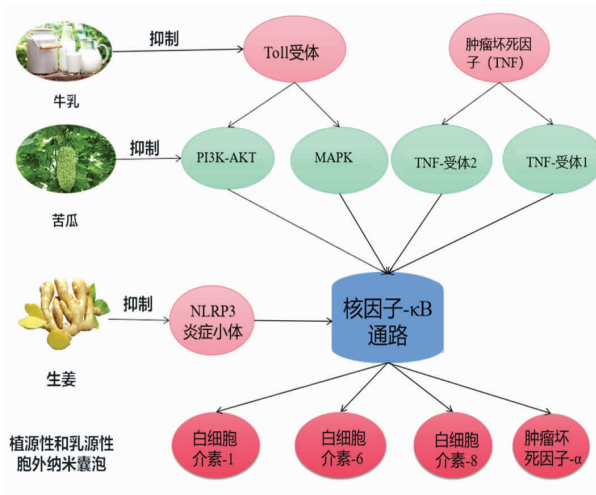 抑制
Toll受体
肿瘤坏死因
子（TNF）
牛乳
抑制
PI3K-AKT
MAPK
TNF-受体2
TNF-受体1
苦瓜
抑制
NLRP3
炎症小体
核因子-κB
通路
生姜
植源性和乳源性
胞外纳米囊泡
白细胞
介素-1
白细胞
介素-6
白细胞
介素-8
肿瘤坏
死因子-α